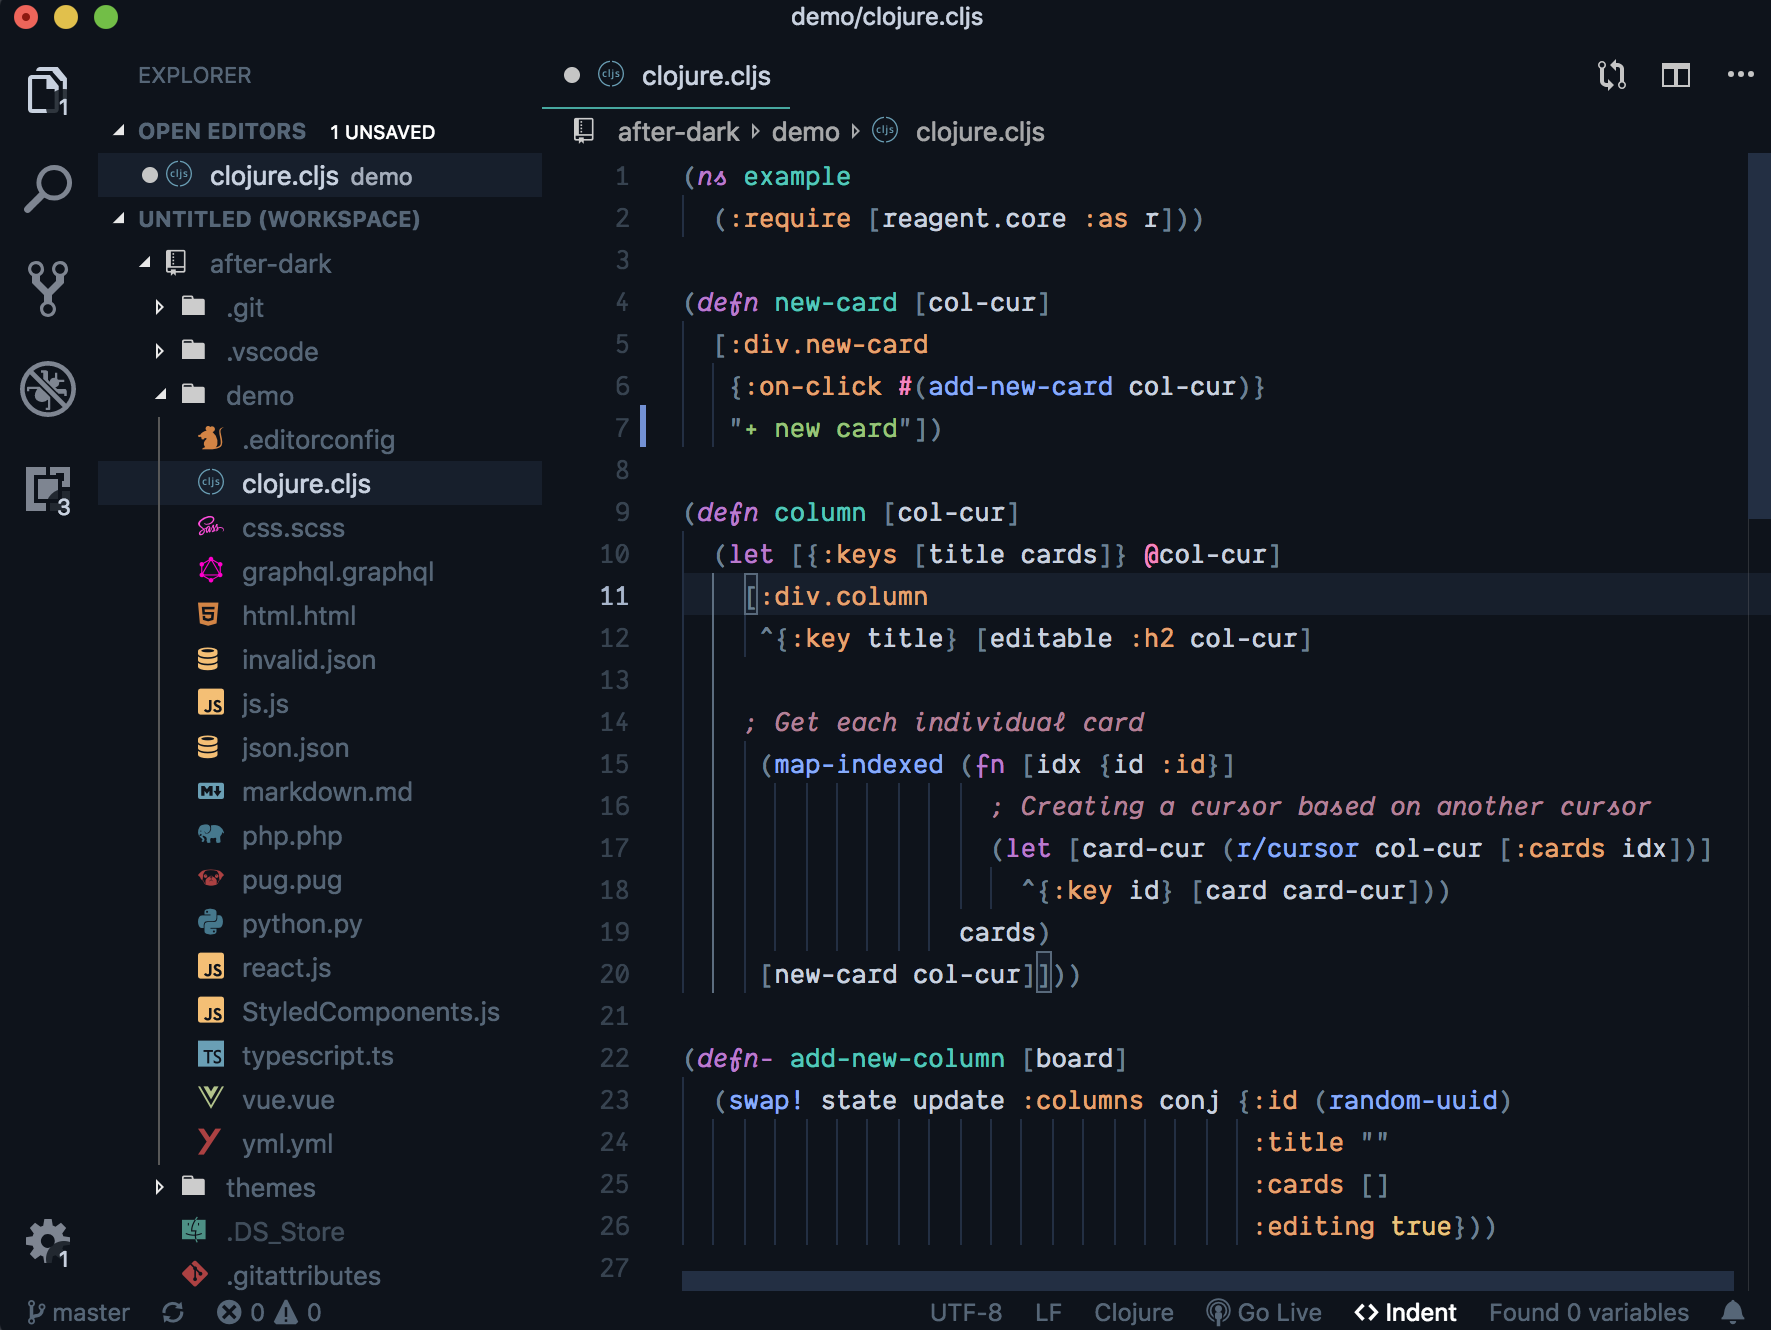 demo/clojure.cljs
EXPLORER
OPEN EDITORS 1 UNSAVED
cljs clojure.cljs demo
UNTITLED (WORKSPACE)
after-dark
.git
.vscode
demo
.editorconfig
cljs clojure.cljs
Sass css.scss
graphql.graphql
5 html.html
invalid.json
JS js.js
json.json
M↓ markdown.md
php.php
pug.pug
python.py
JS react.js
JS StyledComponents.js
TS typescript.ts
vue.vue
Y yml.yml
themes
.DS_Store
.gitattributes
1
3
1
cljs clojure.cljs
after-dark demo cljs clojure.cljs
1 (ns example
2 (:require [reagent.core :as r]))
3
4 (defn new-card [col-cur]
5 [:div.new-card
6 {:on-click #(add-new-card col-cur)}
7 "+ new card"])
8
9 (defn column [col-cur]
10 (let [{:keys [title cards]} @col-cur]
11 [:div.column
12 ^{:key title} [editable :h2 col-cur]
13
14 ; Get each individual card
15 (map-indexed (fn [idx {id :id}]
16 ; Creating a cursor based on another cursor
17 (let [card-cur (r/cursor col-cur [:cards idx])]
18 ^{:key id} [card card-cur]))
19 cards)
20 [new-card col-cur]]))
21
22 (defn- add-new-column [board]
23 (swap! state update :columns conj {:id (random-uuid)
24 :title ""
25 :cards []
26 :editing true}))
27
master 0 0 UTF-8 LF Clojure Go Live <> Indent Found 0 variables